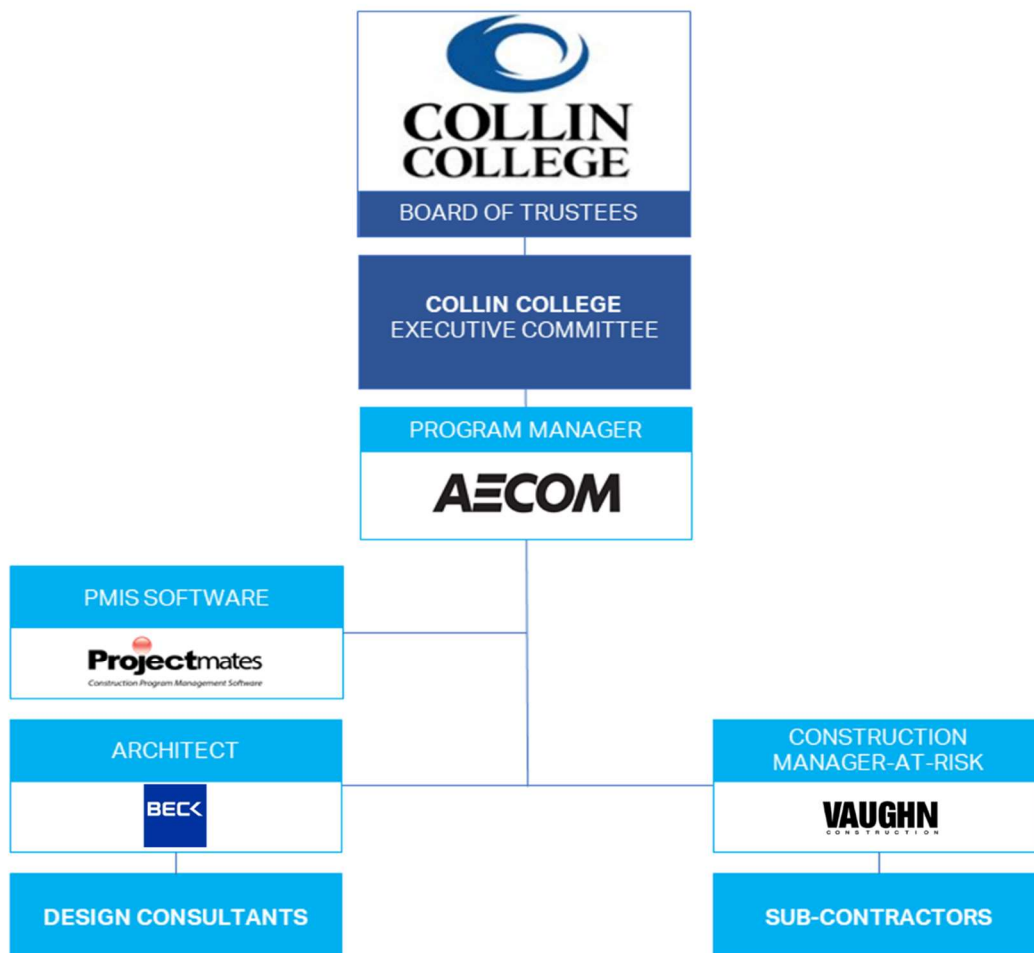 COLLIN
COLLEGE
BOARD OF TRUSTEES
COLLIN COLLEGE
EXECUTIVE COMMITTEE
PROGRAM MANAGER
AECOM
PMIS SOFTWARE
Projectmates
Construction Program Management Software
ARCHITECT
BECK
DESIGN CONSULTANTS
CONSTRUCTION
MANAGER-AT-RISK
VAUGHN
CONSTRUCTION
SUB-CONTRACTORS